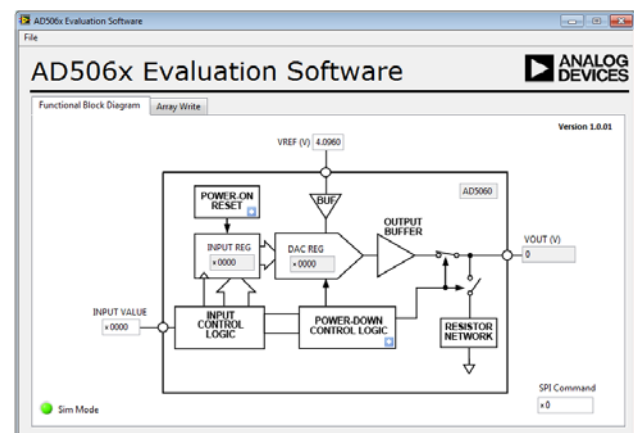 AD506x Evaluation Software
File
AD506x Evaluation Software
ANALOG
DEVICES
Functional Block Diagram
Array Write
Version 1.0.01
VREF (V) 4.0960
POWER-ON
RESET
BUF
AD5060
OUTPUT
BUFFER
INPUT REG
x 0000
DAC REG
x 0000
VOUT (V)
0
INPUT VALUE
x 0000
INPUT
CONTROL
LOGIC
POWER-DOWN
CONTROL LOGIC
RESISTOR
NETWORK
SPI Command
x 0
Sim Mode